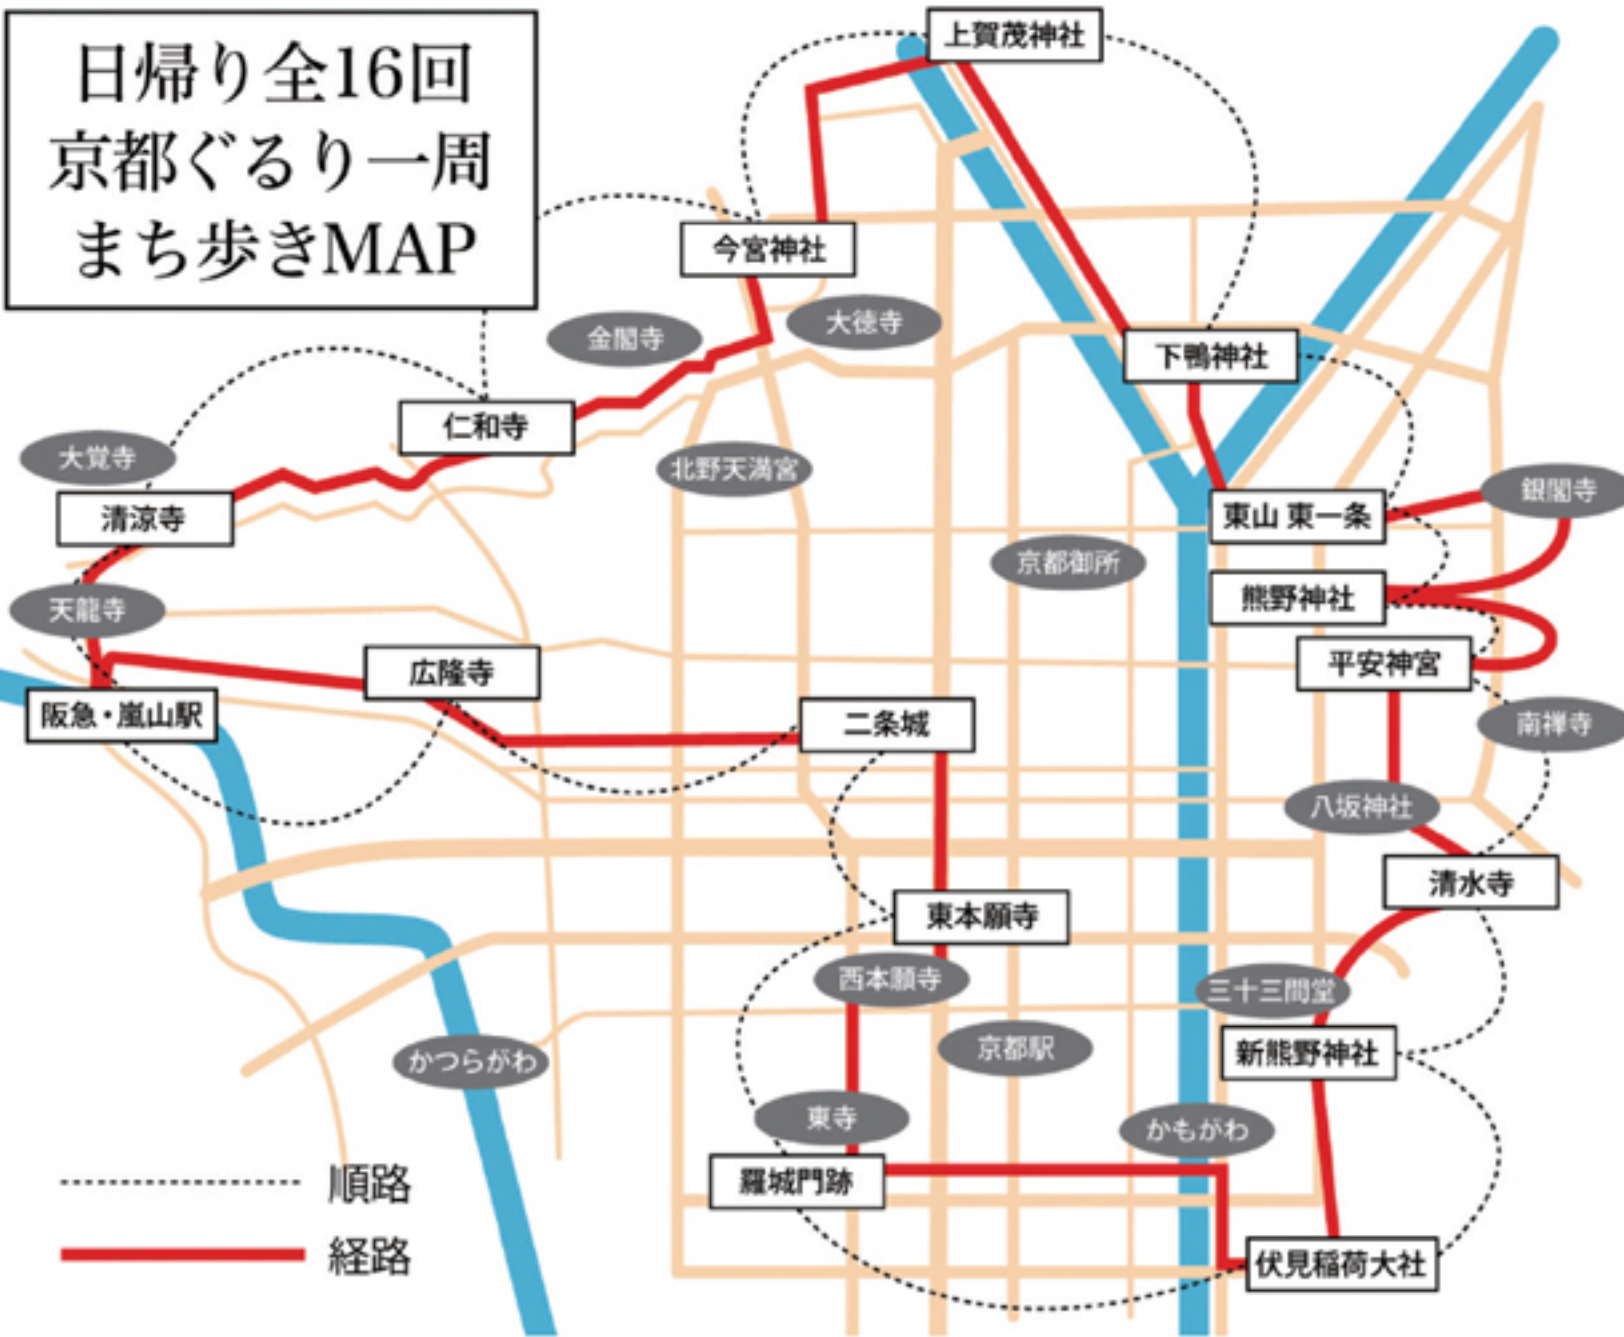 日帰り全16回
京都ぐるり一周
まち歩きMAP
上賀茂神社
今宮神社
大徳寺
金閣寺
下鴨神社
仁和寺
大覚寺
北野天満宮
清涼寺
東山 東一条
銀閣寺
京都御所
天龍寺
熊野神社
広隆寺
平安神宮
阪急・嵐山駅
二条城
南禅寺
八坂神社
清水寺
東本願寺
西本願寺
三十三間堂
かつらがわ
京都駅
新熊野神社
東寺
かもがわ
羅城門跡
伏見稲荷大社
順路
経路